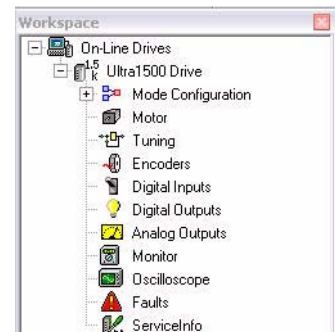 Workspace
On-Line Drives
1.5
k
Ultra1500 Drive
Mode Configuration
Motor
Tuning
Encoders
Digital Inputs
Digital Outputs
Analog Outputs
Monitor
Oscilloscope
Faults
ServiceInfo